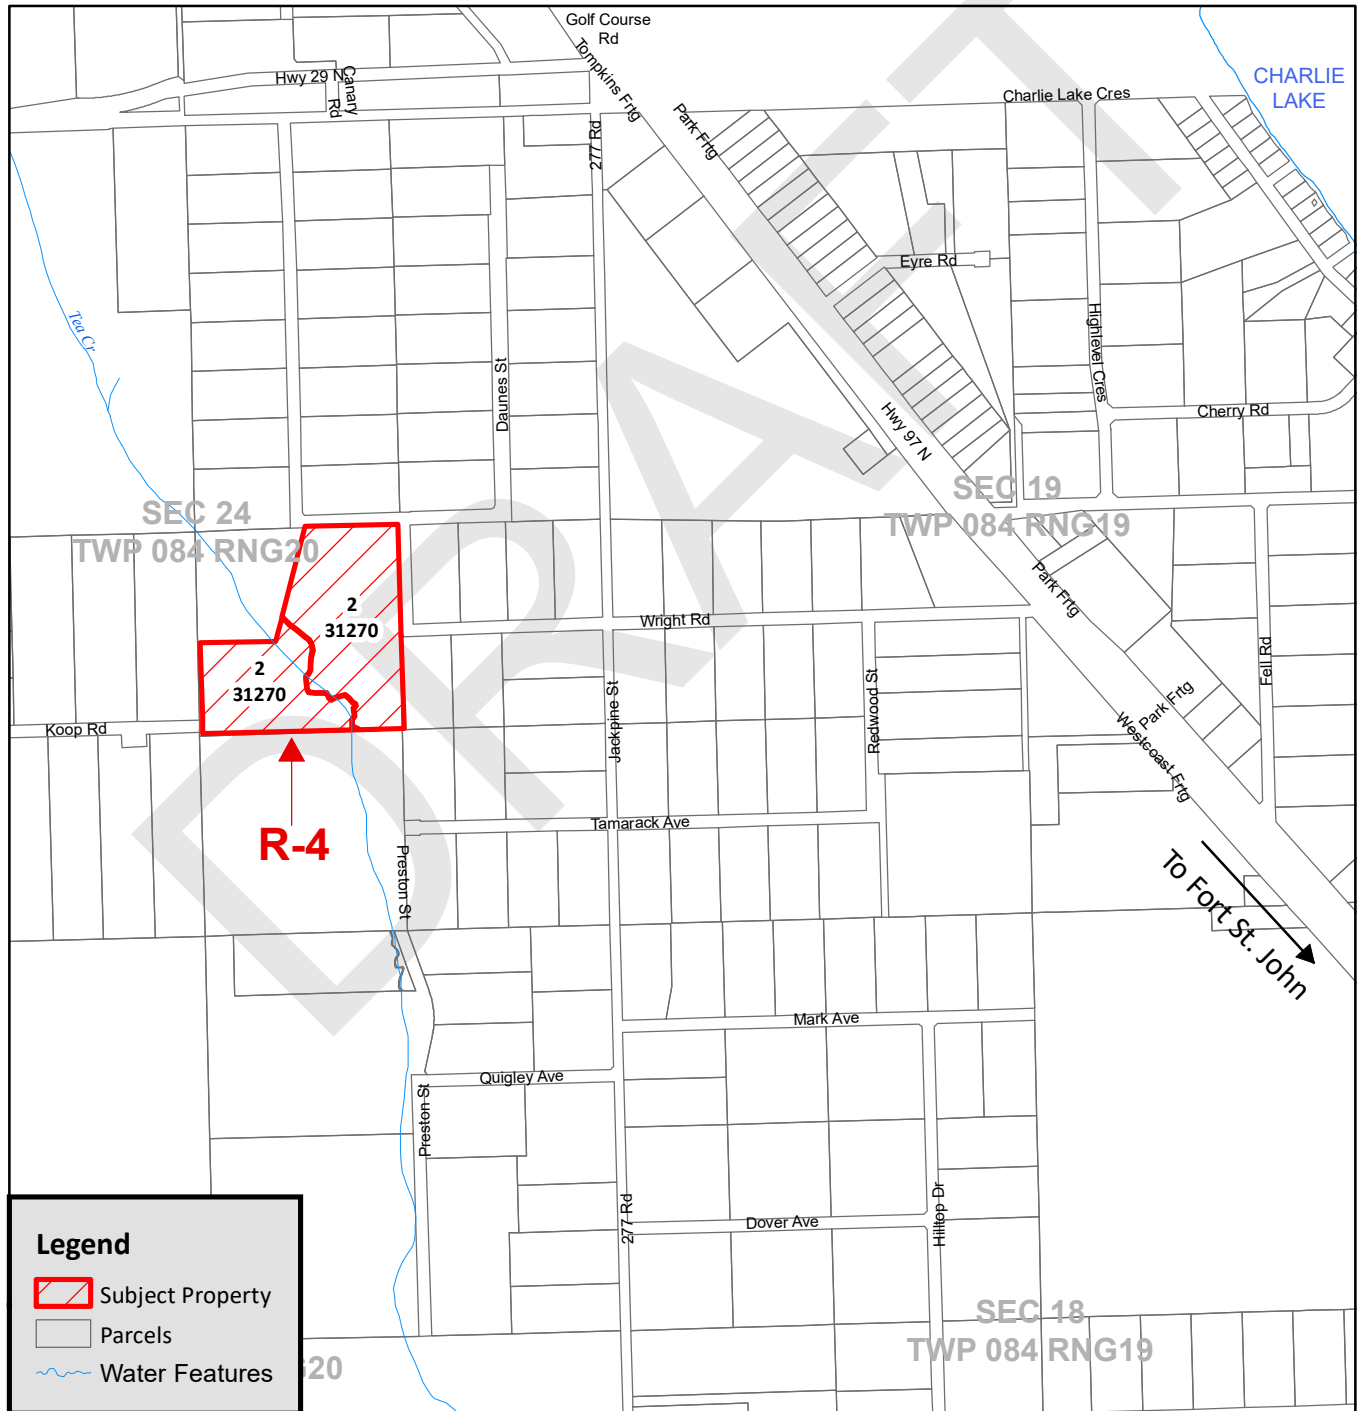 Golf Course
Rd
Tompkins Frtg
Hwy 29 N
Canary
Rd
Park Frtg
Charlie Lake Cres
CHARLIE
LAKE
277 Rd
Eyre Rd
Tea Cr
Highlevel Cres
Daunes St
Hwy 97 N
Cherry Rd
SEC 24
TWP 084 RNG20
SEC 19
TWP 084 RNG19
2
31270
2
31270
Wright Rd
Park Frtg
Fell Rd
Koop Rd
Jackpine St
Redwood St
Park Frtg
Westcoast Frtg
R-4
Tamarack Ave
Preston St
To Fort St. John
Mark Ave
Quigley Ave
Preston St
277 Rd
Dover Ave
Hilltop Dr
SEC 18
TWP 084 RNG19
G20
Legend
Subject Property
Parcels
Water Features
DRAFT